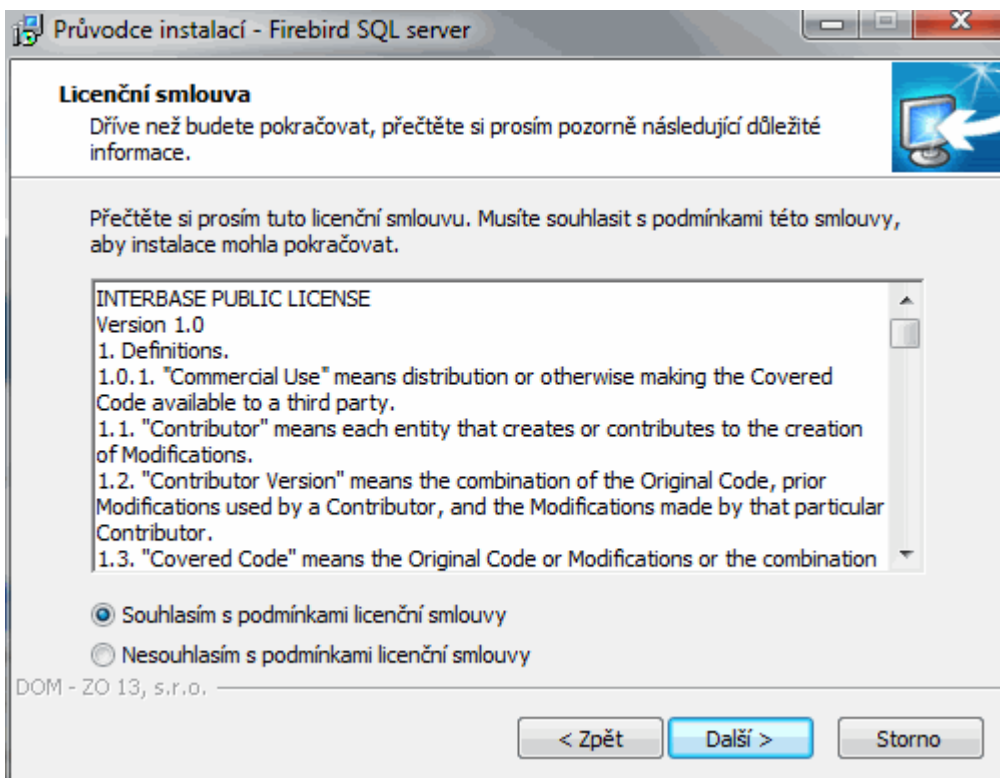 Průvodce instalací - Firebird SQL server
Licenční smlouva
Dříve než budete pokračovat, přečtěte si prosím pozorně následující důležité
informace.
Přečtěte si prosím tuto licenční smlouvu. Musíte souhlasit s podmínkami této smlouvy,
aby instalace mohla pokračovat.
INTERBASE PUBLIC LICENSE
Version 1.0
1. Definitions.
1.0.1. "Commercial Use" means distribution or otherwise making the Covered
Code available to a third party.
1.1. "Contributor" means each entity that creates or contributes to the creation
of Modifications.
1.2. "Contributor Version" means the combination of the Original Code, prior
Modifications used by a Contributor, and the Modifications made by that particular
Contributor.
1.3. "Covered Code" means the Original Code or Modifications or the combination
Souhlasím s podmínkami licenční smlouvy
Nesouhlasím s podmínkami licenční smlouvy
DOM - ZO 13, s.r.o.
< Zpět Další > Storno